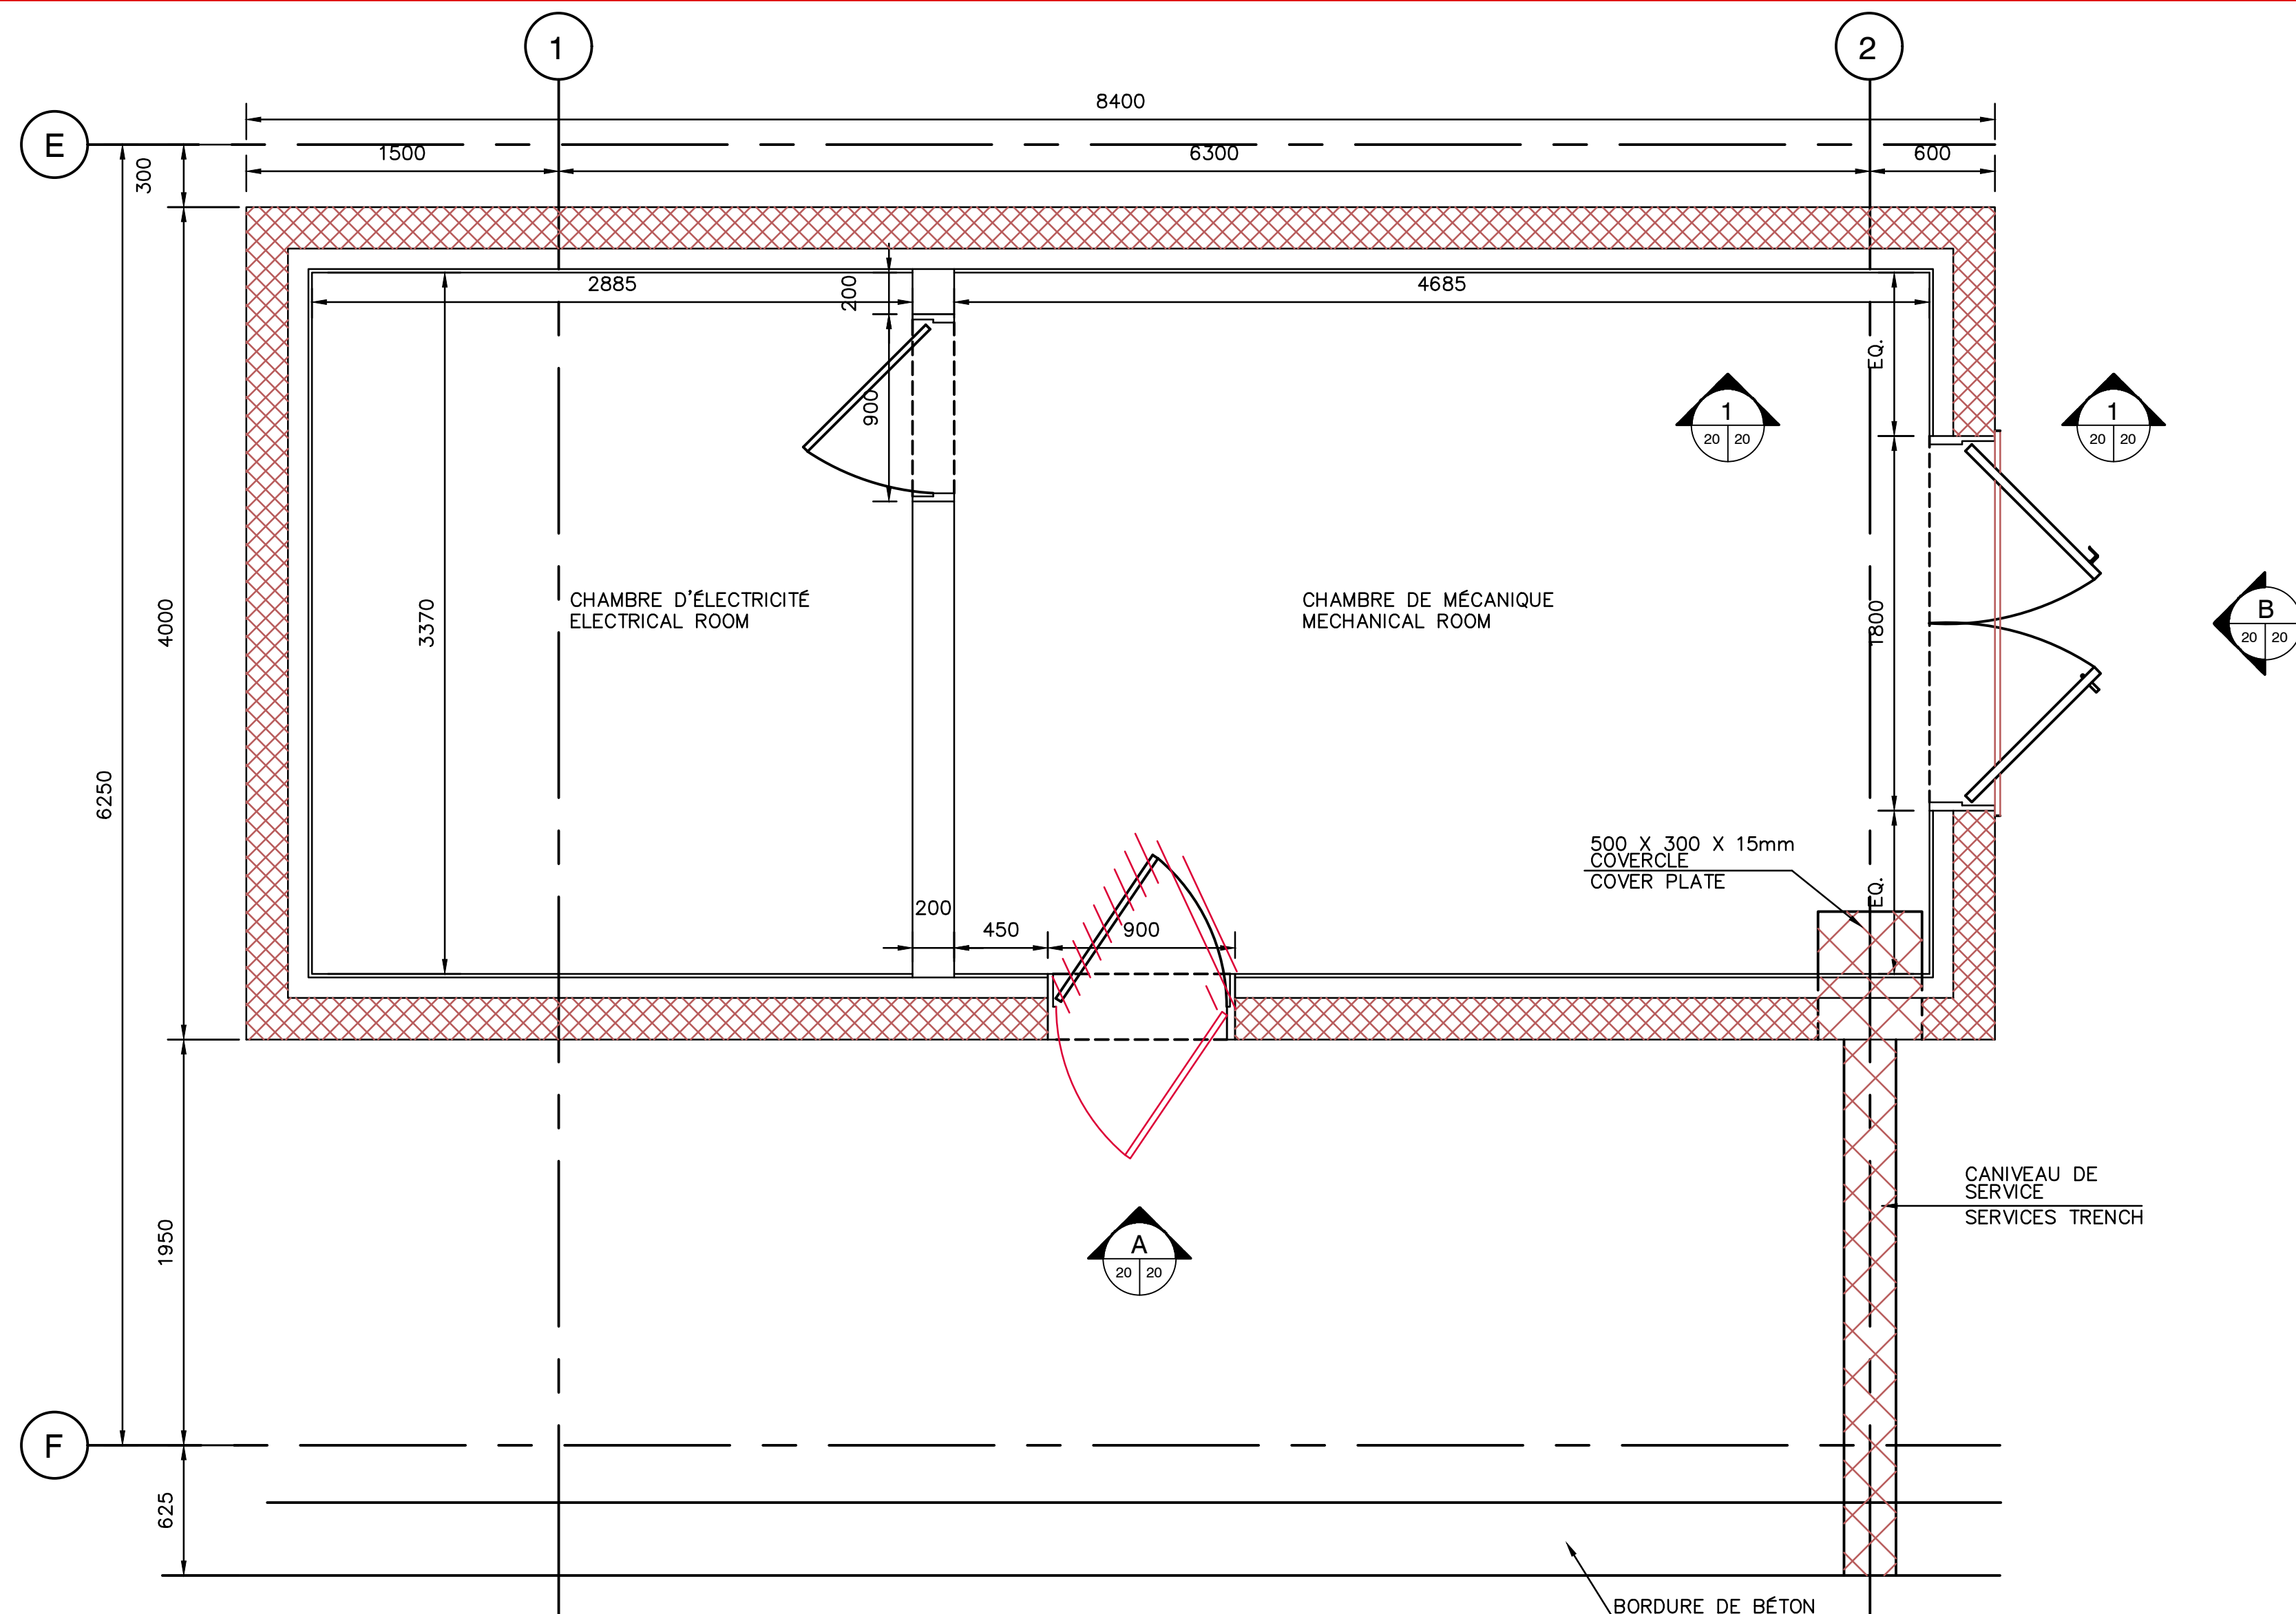 1
2
E
8400
1500
6300
600
300
2885
200
4685
EQ.
900
1
20 20
1
20 20
4000
3370
CHAMBRE D'ÉLECTRICITÉ
ELECTRICAL ROOM
CHAMBRE DE MÉCANIQUE
MECHANICAL ROOM
1800
B
20 20
6250
500 X 300 X 15mm
COVERCLE
COVER PLATE
EQ.
200
450
900
CANIVEAU DE
SERVICE
SERVICES TRENCH
1950
A
20 20
F
625
BORDURE DE BÉTON